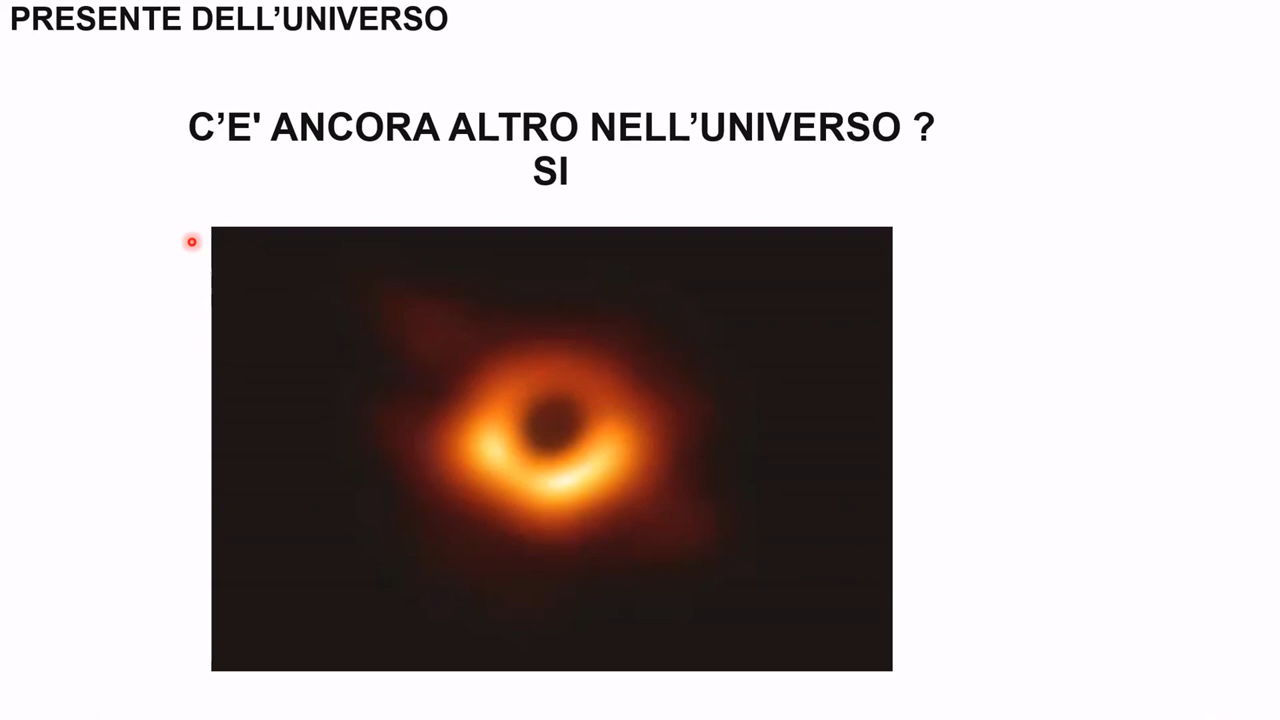 PRESENTE DELL’UNIVERSO
C’E' ANCORA ALTRO NELL’UNIVERSO ?
SI